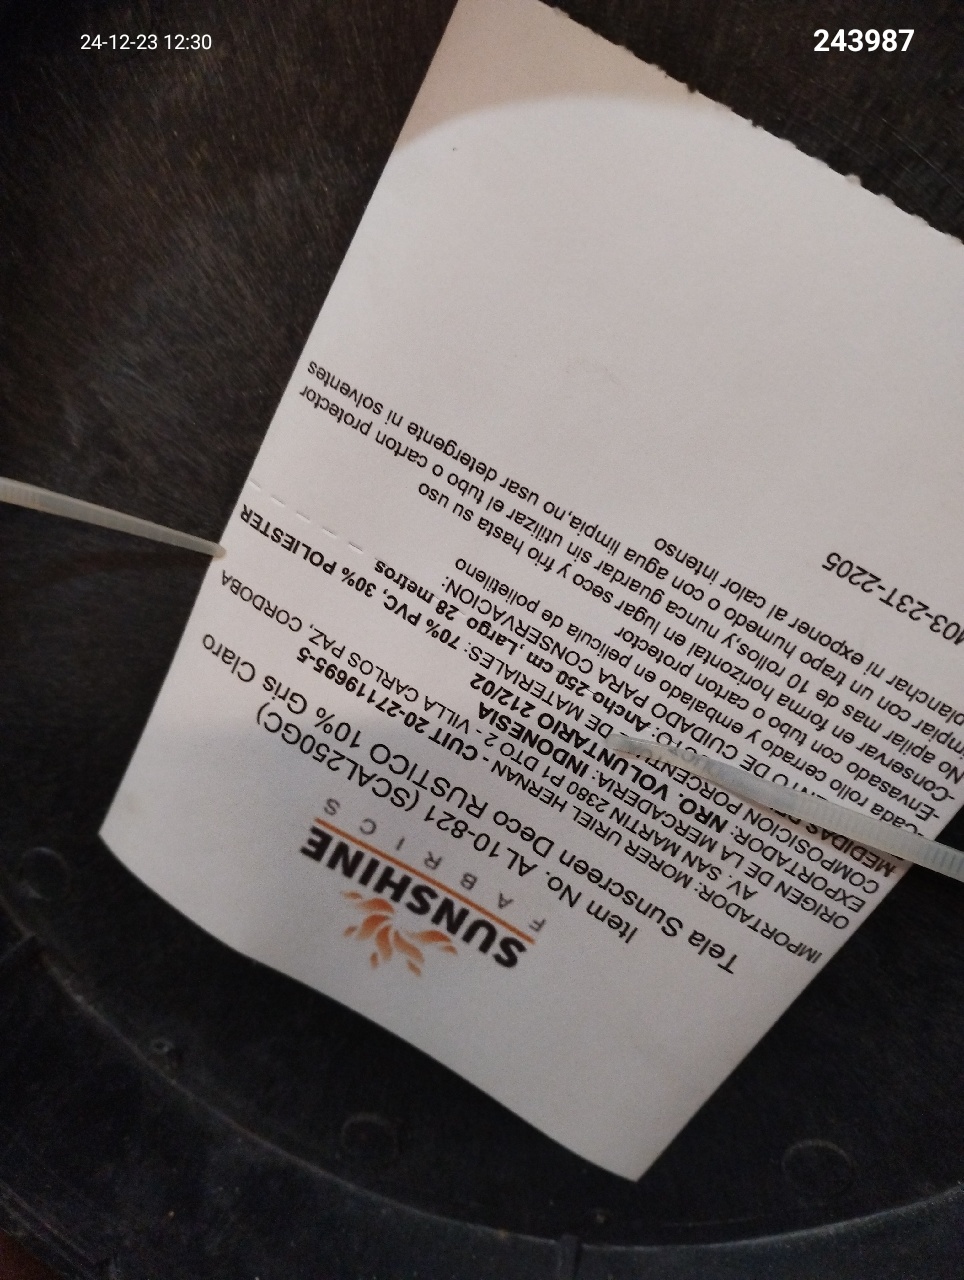 24-12-23 12:30
243987
SUNSHINE
FABRICS
Item No. AL10-821 (SCAL250GC)
Tela Sunscreen Deco RUSTICO 10% Gris Claro
IMPORTADOR: MORER URIEL HERNAN - CUIT 20-27119695-5
AV. SAN MARTIN 2380 P1 DTO 2 - VILLA CARLOS PAZ, CORDOBA
ORIGEN DE LA MERCADERIA: INDONESIA
EXPORTADOR: NRO. VOLUNTARIO 212/02
COMPOSICION PORCENTU DE MATERIALES: 70% PVC, 30% POLIESTER
MEDIDAS Ancho 250 cm, Largo 28 metros.
CUIDADO PARA CONSERVACION:
-Cada rollo cerrado y embalado en pelicula de polietileno
-Envasado con tubo o carton protector
-Conservar en forma horizontal en lugar seco y frio hasta su uso
No apilar mas de 10 rollos,y nunca guardar sin utilizar el tubo o carton protector
limpiar con un trapo humedo o con agua limpia,no usar detergente ni solventes
planchar ni exponer al calor intenso
M03-23T-2205